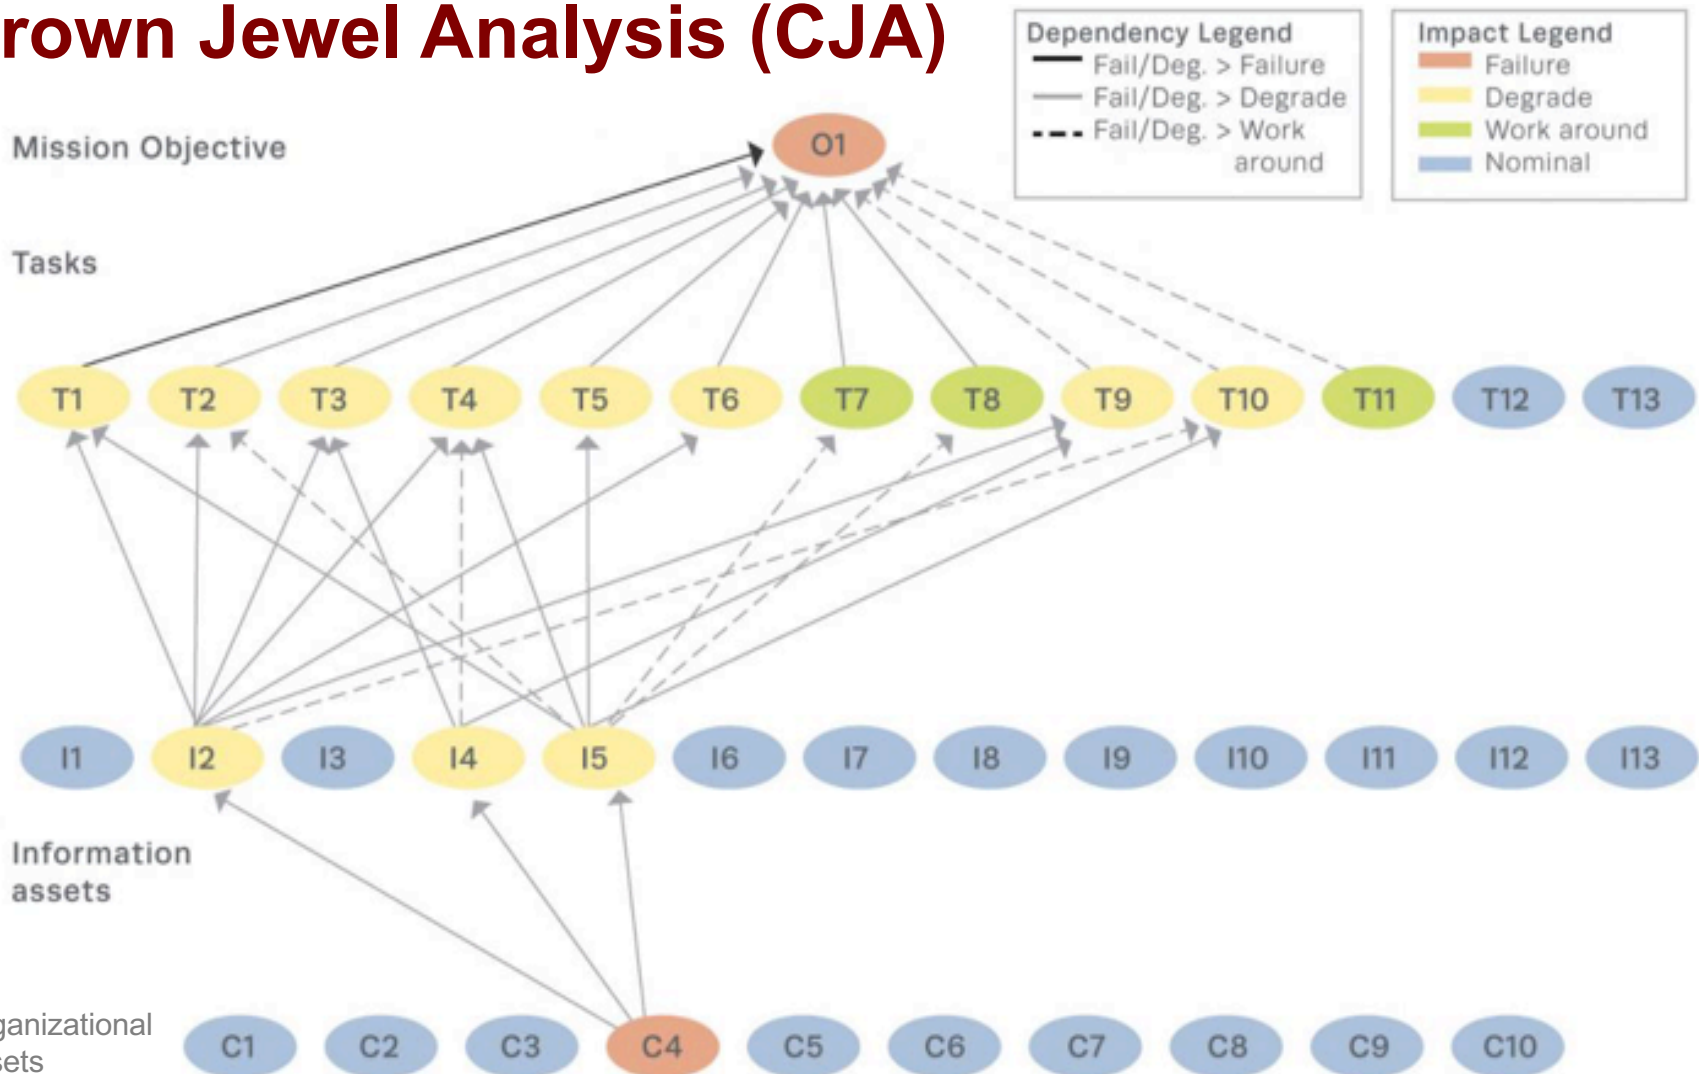 rown Jewel Analysis (CJA)
Dependency Legend
Fail/Deg. > Failure
Fail/Deg. > Degrade
Fail/Deg. > Work
around
Impact Legend
Failure
Degrade
Work around
Nominal
Mission Objective
O1
Tasks
T1 T2 T3 T4 T5 T6 T7 T8 T9 T10 T11 T12 T13
I1 I2 I3 I4 I5 I6 I7 I8 I9 I10 I11 I12 I13
Information
assets
ganizational
sets
C1 C2 C3 C4 C5 C6 C7 C8 C9 C10